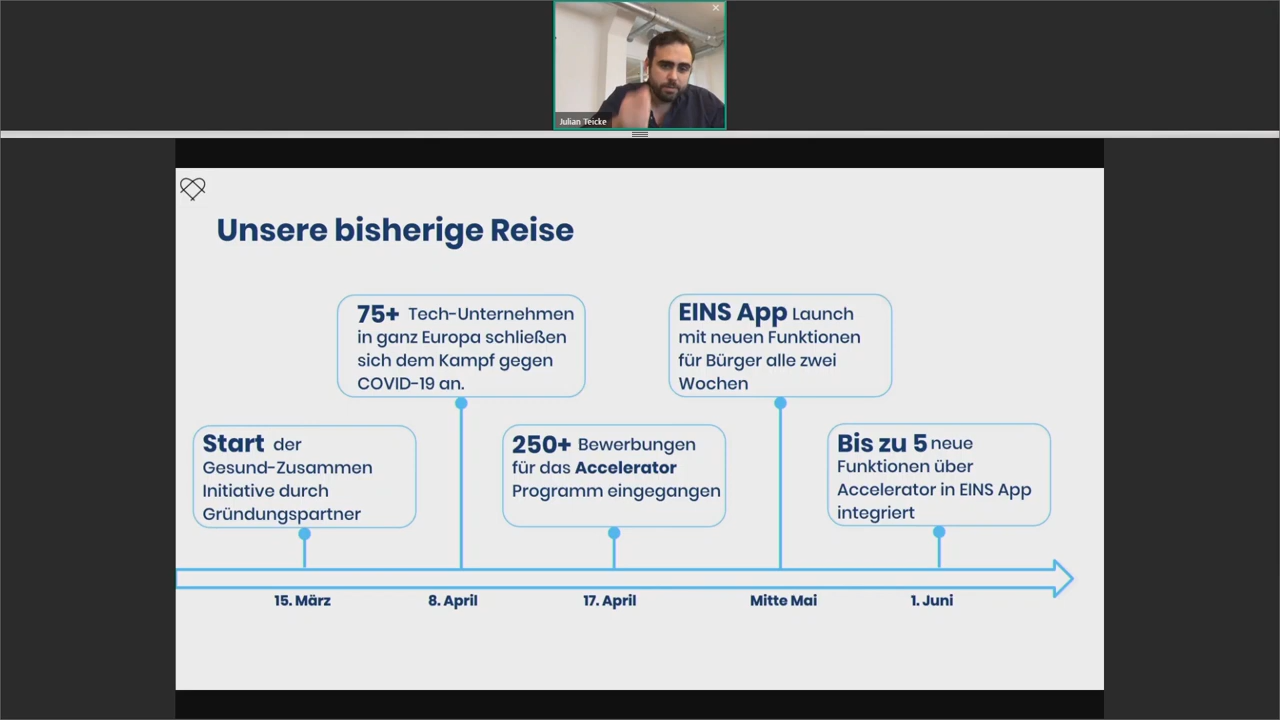 Julian Teicke
Unsere bisherige Reise
75+ Tech-Unternehmen
in ganz Europa schließen
sich dem Kampf gegen
COVID-19 an.
EINS App Launch
mit neuen Funktionen
für Bürger alle zwei
Wochen
Start der
Gesund-Zusammen
Initiative durch
Gründungspartner
250+ Bewerbungen
für das Accelerator
Programm eingegangen
Bis zu 5 neue
Funktionen über
Accelerator in EINS App
integriert
15. März
8. April
17. April
Mitte Mai
1. Juni